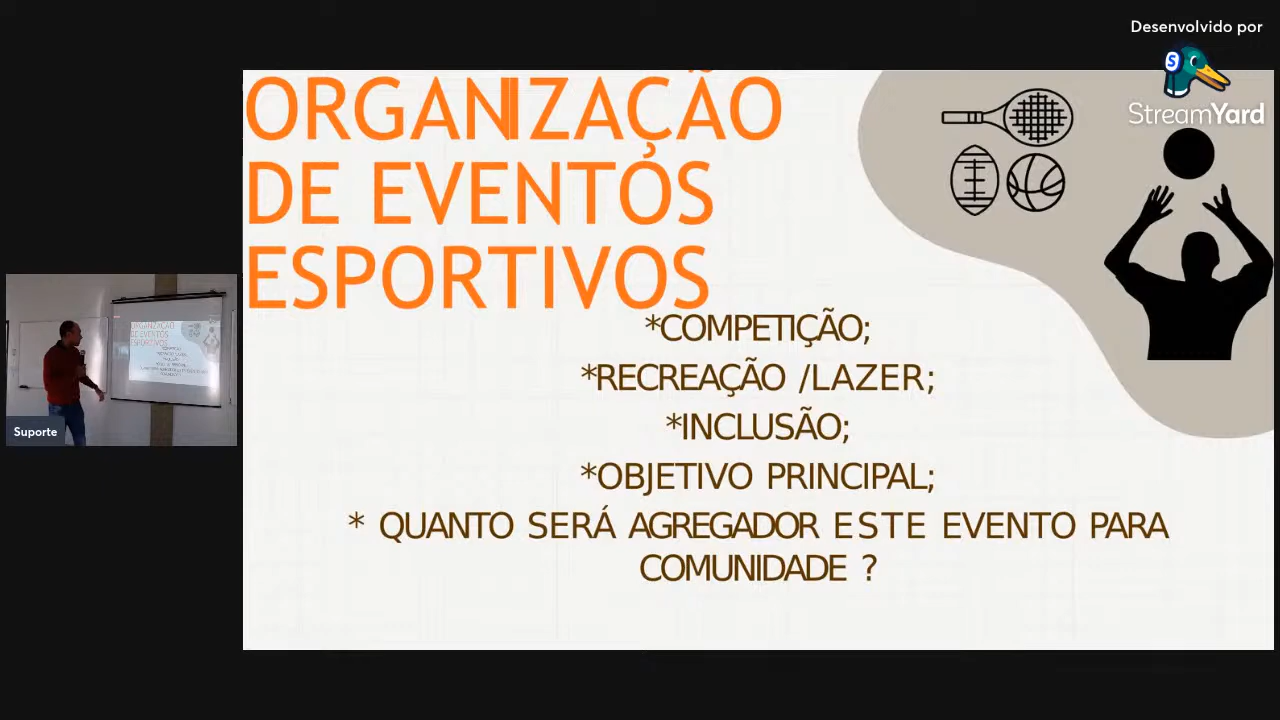 Desenvolvido por
StreamYard
ORGANIZAÇÃO
DE EVENTOS
ESPORTIVOS
*COMPETIÇÃO;
*RECREAÇÃO /LAZER;
*INCLUSÃO;
*OBJETIVO PRINCIPAL;
* QUANTO SERÁ AGREGADOR ESTE EVENTO PARA
COMUNIDADE ?
Suporte